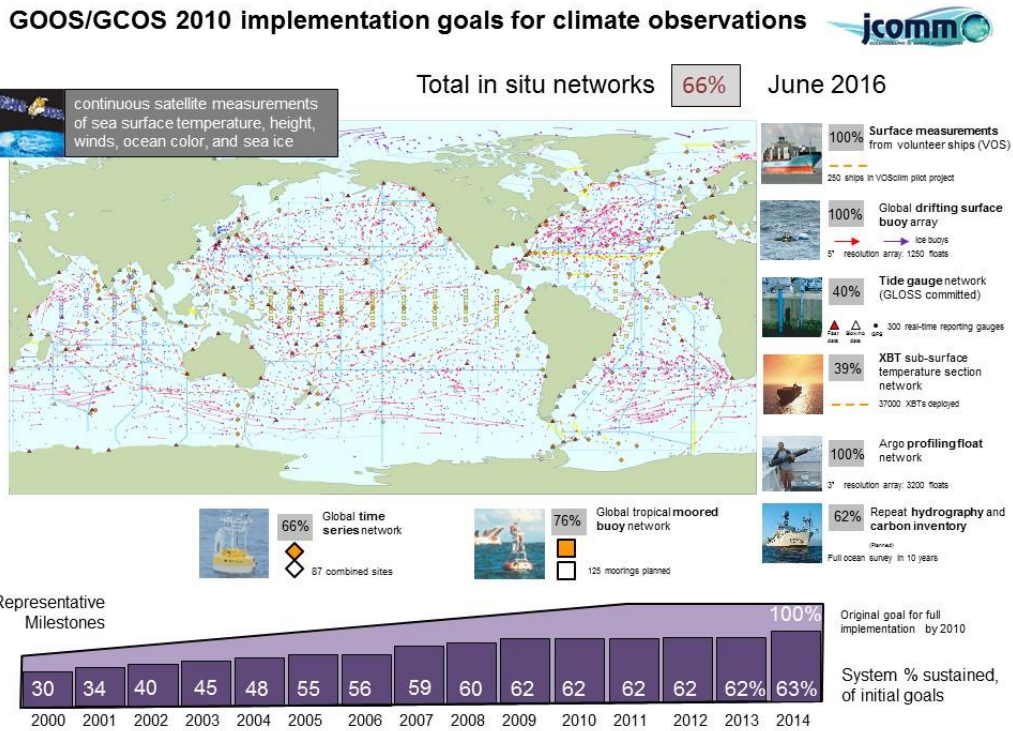 GOOS/GCOS 2010 implementation goals for climate observations
jcomm
Total in situ networks 66% June 2016
continuous satellite measurements
of sea surface temperature, height,
winds, ocean color, and sea ice
100% Surface measurements
from volunteer ships (VOS)
250 ships in VOSclim pilot project
100% Global drifting surface
buoy array
Ice buoys
5° resolution array: 1250 floats
40% Tide gauge network
(GLOSS committed)
300 real-time reporting gauges
Fast
data
data
GPS
39% XBT sub-surface
temperature section
network
37000 XBTs deployed
100% Argo profiling float
network
3° resolution array: 3200 floats
62% Repeat hydrography and
carbon inventory
(Planned)
Full ocean survey in 10 years
66% Global time
series network
87 combined sites
76% Global tropical moored
buoy network
125 moorings planned
Representative
Milestones
100%
Original goal for full
implementation by 2010
System % sustained,
of initial goals
30 34 40 45 48 55 56 59 60 62 62 62 62 62% 63%
2000 2001 2002 2003 2004 2005 2006 2007 2008 2009 2010 2011 2012 2013 2014